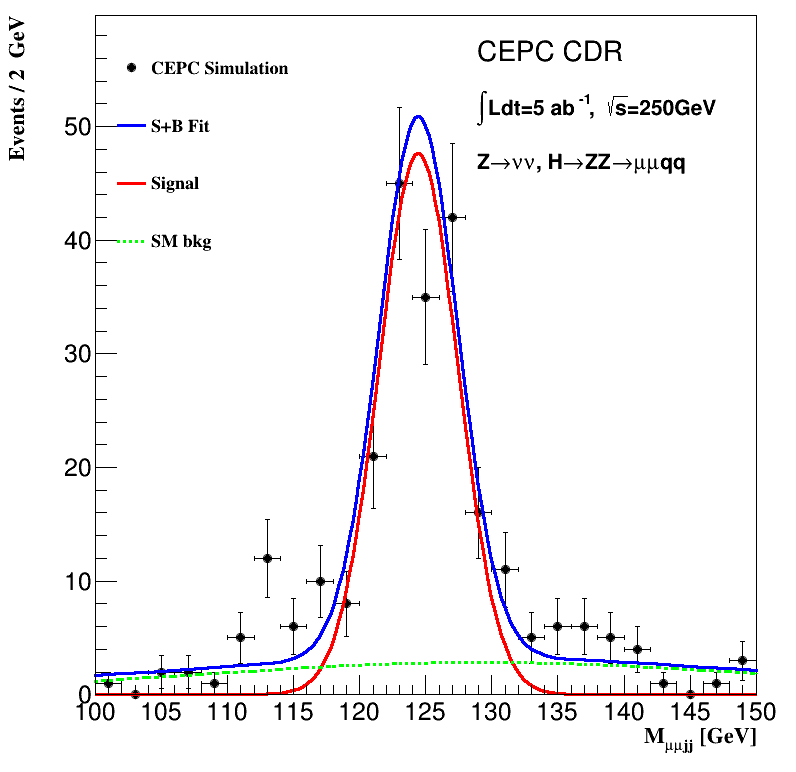 Events / 2 GeV
CEPC Simulation
S+B Fit
Signal
SM bkg
CEPC CDR
∫Ldt=5 ab⁻¹, √s=250GeV
Z→νν, H→ZZ→μμqq
50
40
30
20
10
0
100 105 110 115 120 125 130 135 140 145 150
M_μμjj [GeV]